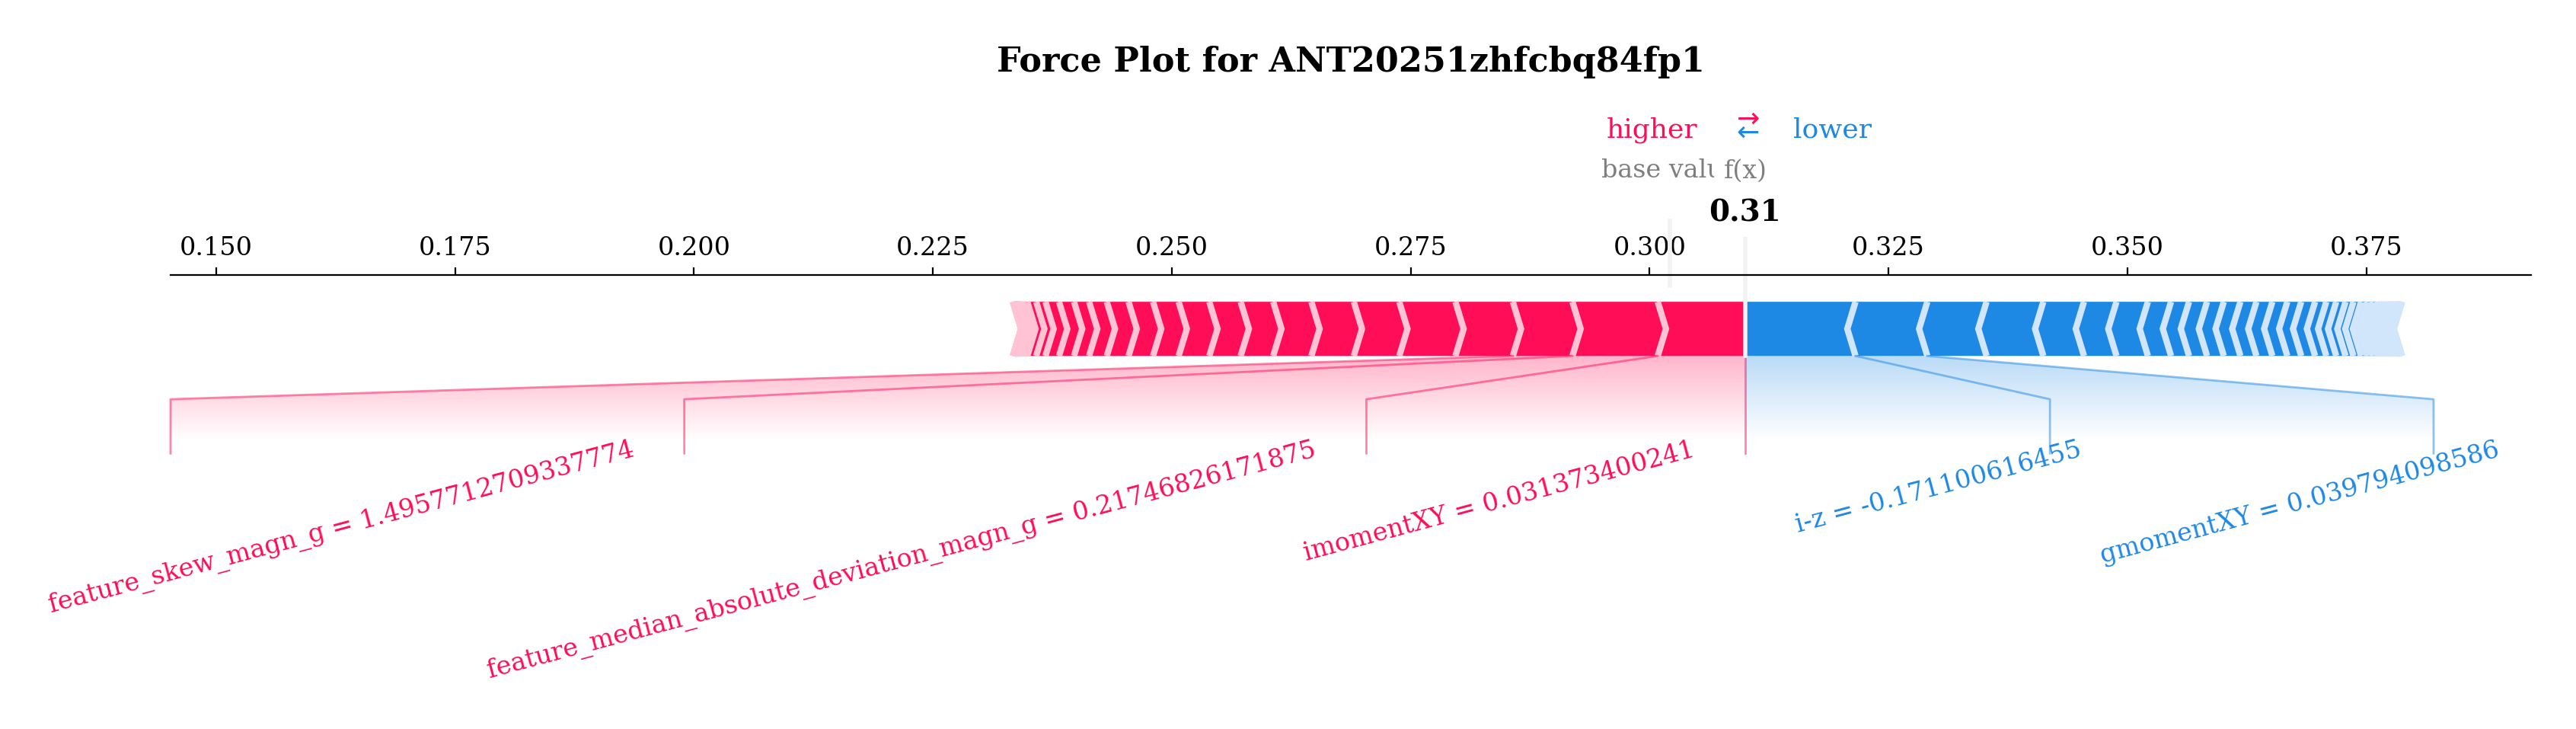 Force Plot for ANT20251zhfcbq84fp1
higher ⇄ lower
base valu f(x)
0.31
0.150 0.175 0.200 0.225 0.250 0.275 0.300 0.325 0.350 0.375
feature_skew_magn_g = 1.4957712709337774
feature_median_absolute_deviation_magn_g = 0.21746826171875
imomentXY = 0.031373400241
i-z = -0.171100616455
gmomentXY = 0.039794098586